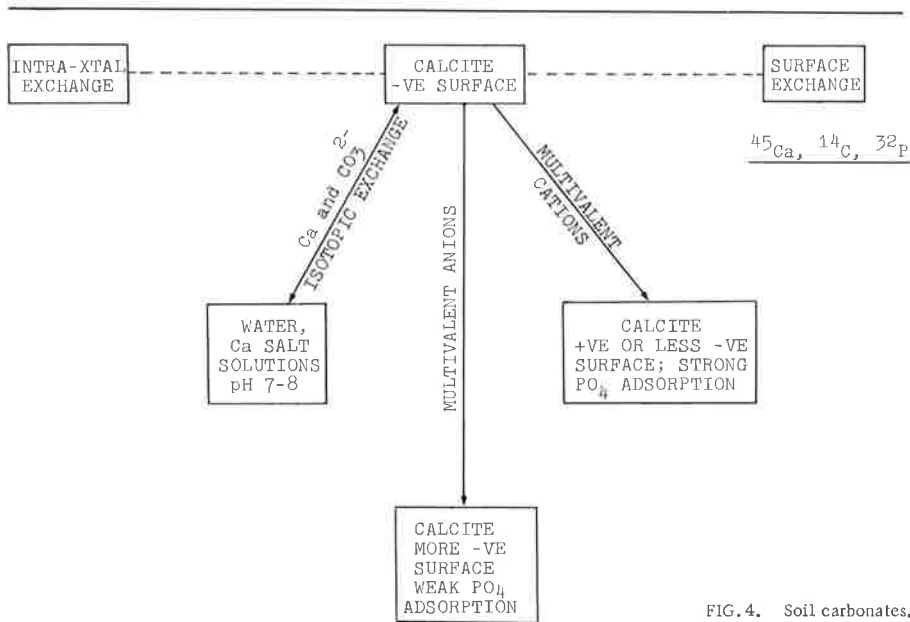 INTRA-XTAL
EXCHANGE
CALCITE
-VE SURFACE
SURFACE
EXCHANGE
45Ca, 14C, 32P
Ca and CO3 2-
ISOTOPIC EXCHANGE
MULTIVALENT ANIONS
MULTIVALENT
CATIONS
WATER,
Ca SALT
SOLUTIONS
pH 7-8
CALCITE
+VE OR LESS -VE
SURFACE; STRONG
PO4 ADSORPTION
CALCITE
MORE -VE
SURFACE
WEAK PO4
ADSORPTION
FIG. 4. Soil carbonates.